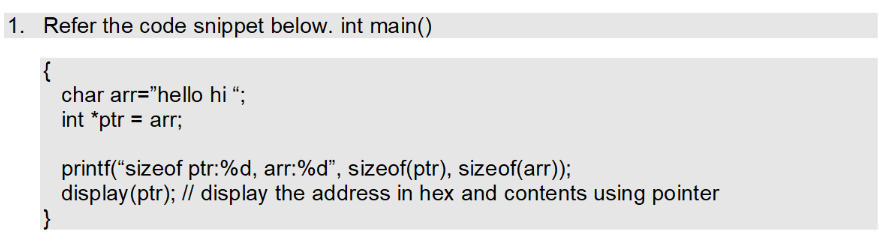 1. Refer the code snippet below. int main()
{
char arr=”hello hi “;
int *ptr = arr;
printf(“sizeof ptr:%d, arr:%d”, sizeof(ptr), sizeof(arr));
display(ptr); // display the address in hex and contents using pointer
}